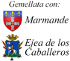 Gemellata con:
Marmande
Ejea de los
Caballeros